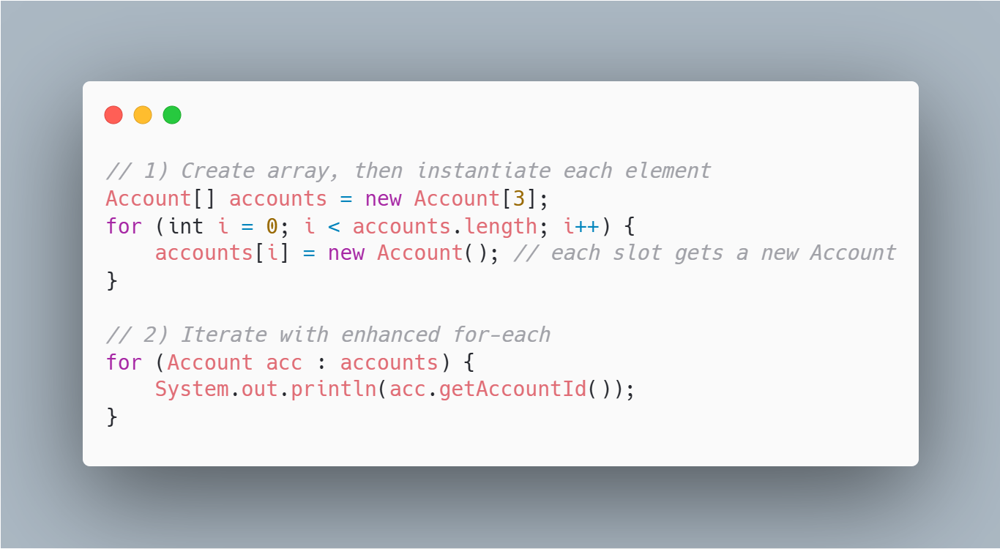 // 1) Create array, then instantiate each element
Account[] accounts = new Account[3];
for (int i = 0; i < accounts.length; i++) {
    accounts[i] = new Account(); // each slot gets a new Account
}

// 2) Iterate with enhanced for-each
for (Account acc : accounts) {
    System.out.println(acc.getAccountId());
}